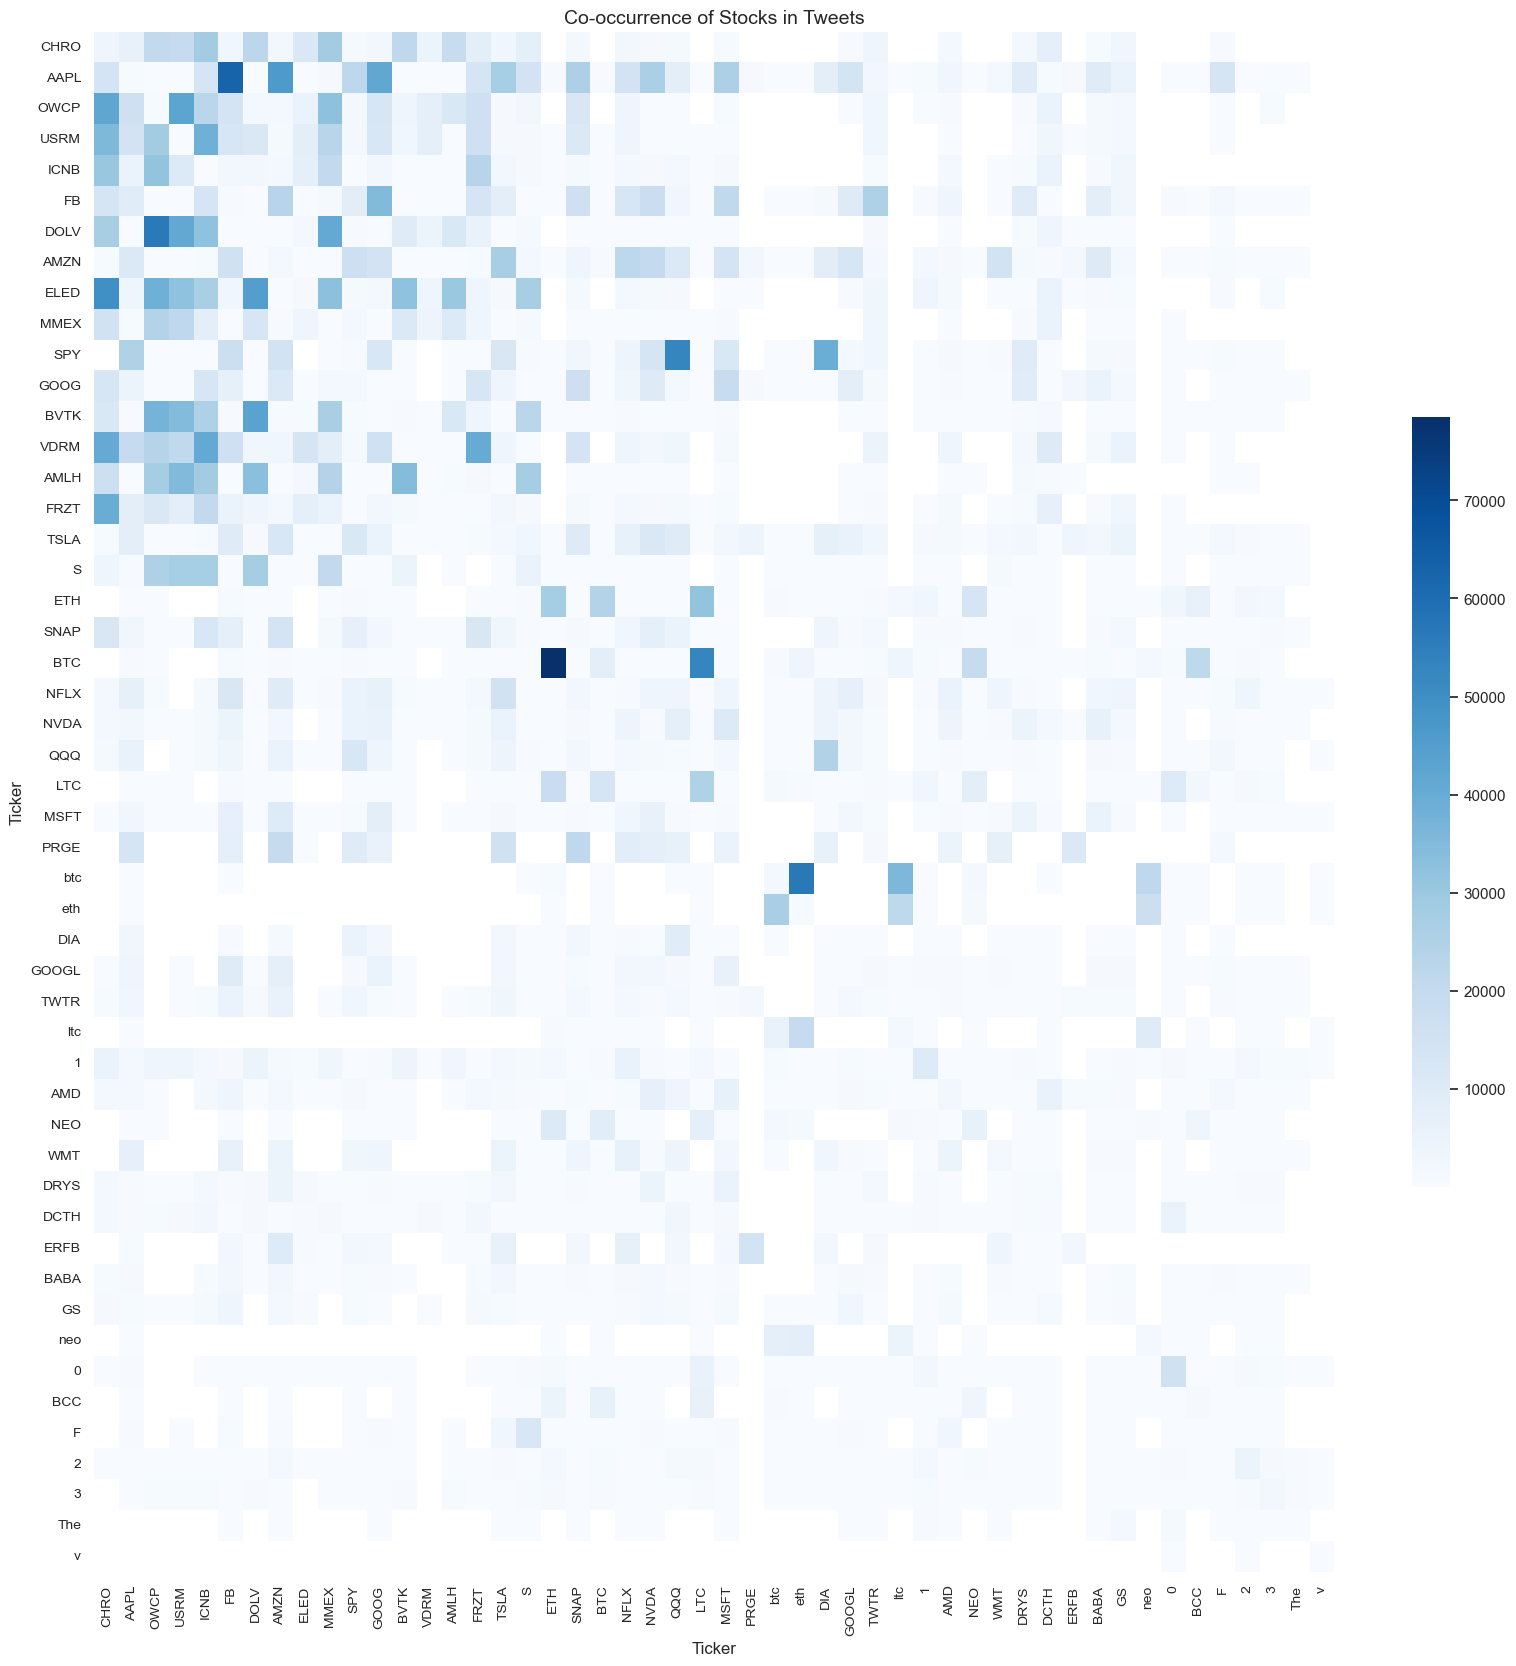 Co-occurrence of Stocks in Tweets
CHRO
AAPL
OWCP
USRM
ICNB
FB
DOLV
AMZN
ELED
MMEX
SPY
GOOG
BVTK
VDRM
AMLH
FRZT
TSLA
S
ETH
SNAP
BTC
NFLX
NVDA
QQQ
LTC
MSFT
PRGE
btc
eth
DIA
GOOGL
TWTR
ltc
1
AMD
NEO
WMT
DRYS
DCTH
ERFB
BABA
GS
neo
0
BCC
F
2
3
The
v
Ticker
CHRO
AAPL
OWCP
USRM
ICNB
FB
DOLV
AMZN
ELED
MMEX
SPY
GOOG
BVTK
VDRM
AMLH
FRZT
TSLA
S
ETH
SNAP
BTC
NFLX
NVDA
QQQ
LTC
MSFT
PRGE
btc
eth
DIA
GOOGL
TWTR
ltc
1
AMD
NEO
WMT
DRYS
DCTH
ERFB
BABA
GS
neo
0
BCC
F
2
3
The
v
Ticker
70000
60000
50000
40000
30000
20000
10000